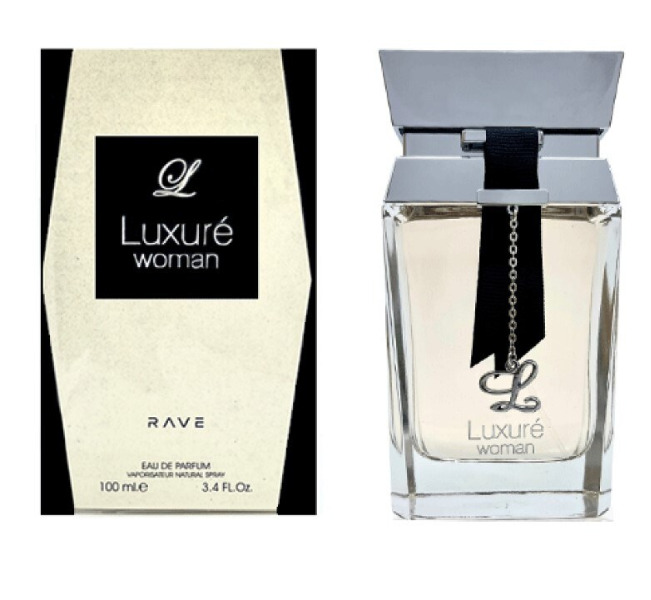 L
Luxuré
woman
RAVE
EAU DE PARFUM
VAPORISATEUR NATURAL SPRAY
100 ml.e 3.4 FL.Oz.
L
Luxuré
woman